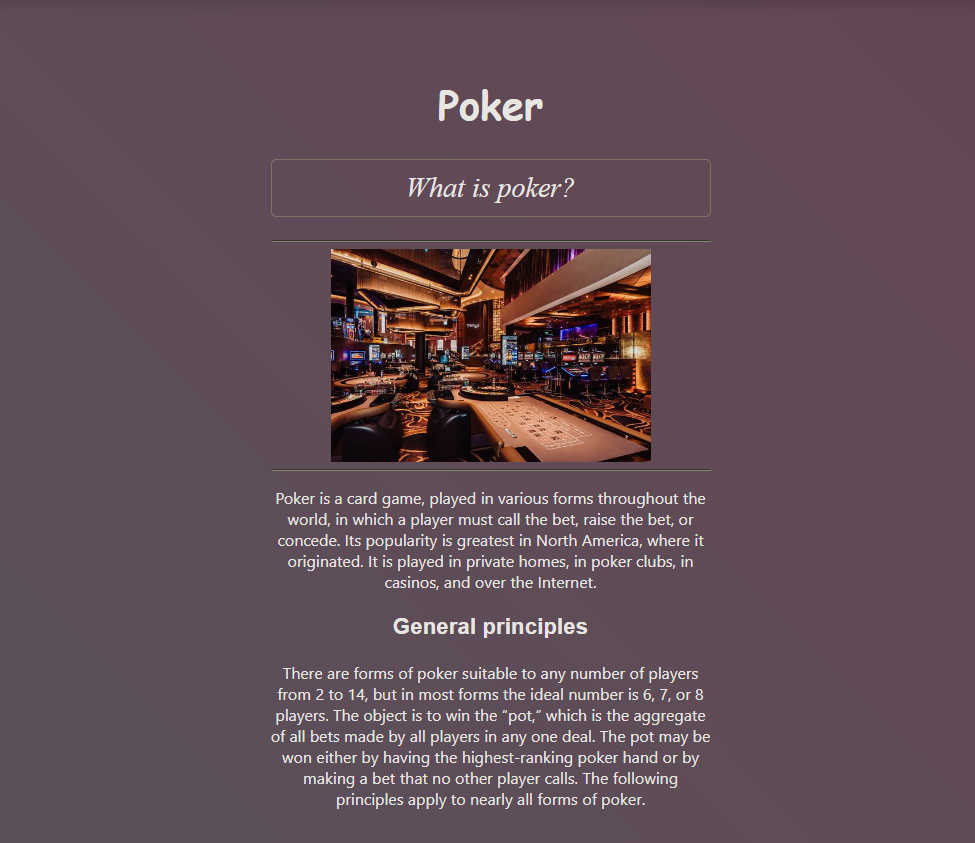 Poker
What is poker?
Poker is a card game, played in various forms throughout the
world, in which a player must call the bet, raise the bet, or
concede. Its popularity is greatest in North America, where it
originated. It is played in private homes, in poker clubs, in
casinos, and over the Internet.
General principles
There are forms of poker suitable to any number of players
from 2 to 14, but in most forms the ideal number is 6, 7, or 8
players. The object is to win the “pot,” which is the aggregate
of all bets made by all players in any one deal. The pot may be
won either by having the highest-ranking poker hand or by
making a bet that no other player calls. The following
principles apply to nearly all forms of poker.